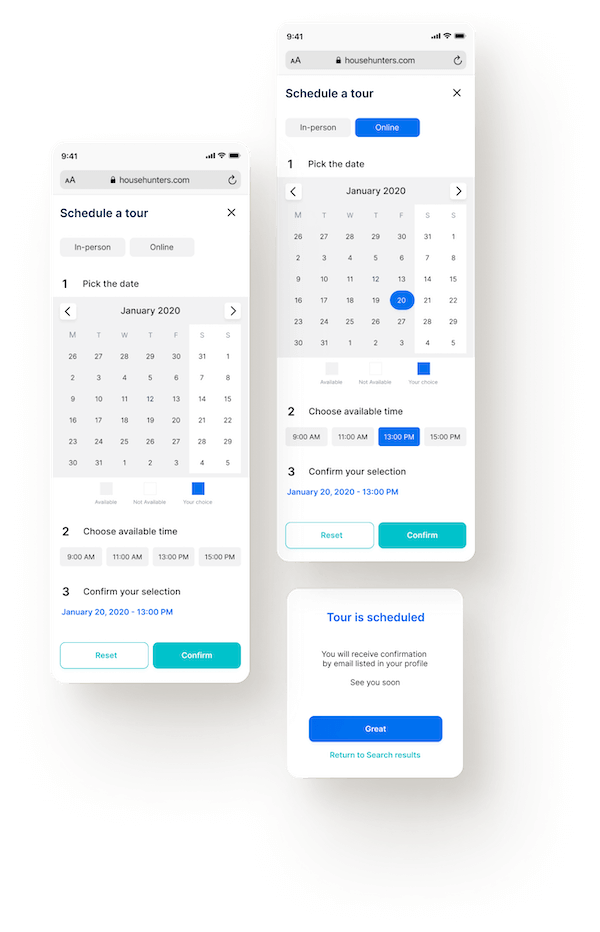 9:41
AA househunters.com
Schedule a tour
In-person Online
1 Pick the date
January 2020
M T W T F S S
26 27 28 29 30 31 1
2 3 4 5 6 7 8
9 10 11 12 13 14 15
16 17 18 19 20 21 22
23 24 25 26 27 28 29
30 31 1 2 3 4 5
Available Not Available Your choice
2 Choose available time
9:00 AM 11:00 AM 13:00 PM 15:00 PM
3 Confirm your selection
January 20, 2020 - 13:00 PM
Reset Confirm
9:41
AA househunters.com
Schedule a tour
In-person Online
1 Pick the date
January 2020
M T W T F S S
26 27 28 29 30 31 1
2 3 4 5 6 7 8
9 10 11 12 13 14 15
16 17 18 19 20 21 22
23 24 25 26 27 28 29
30 31 1 2 3 4 5
Available Not Available Your choice
2 Choose available time
9:00 AM 11:00 AM 13:00 PM 15:00 PM
3 Confirm your selection
January 20, 2020 - 13:00 PM
Reset Confirm
Tour is scheduled
You will receive confirmation
by email listed in your profile
See you soon
Great
Return to Search results